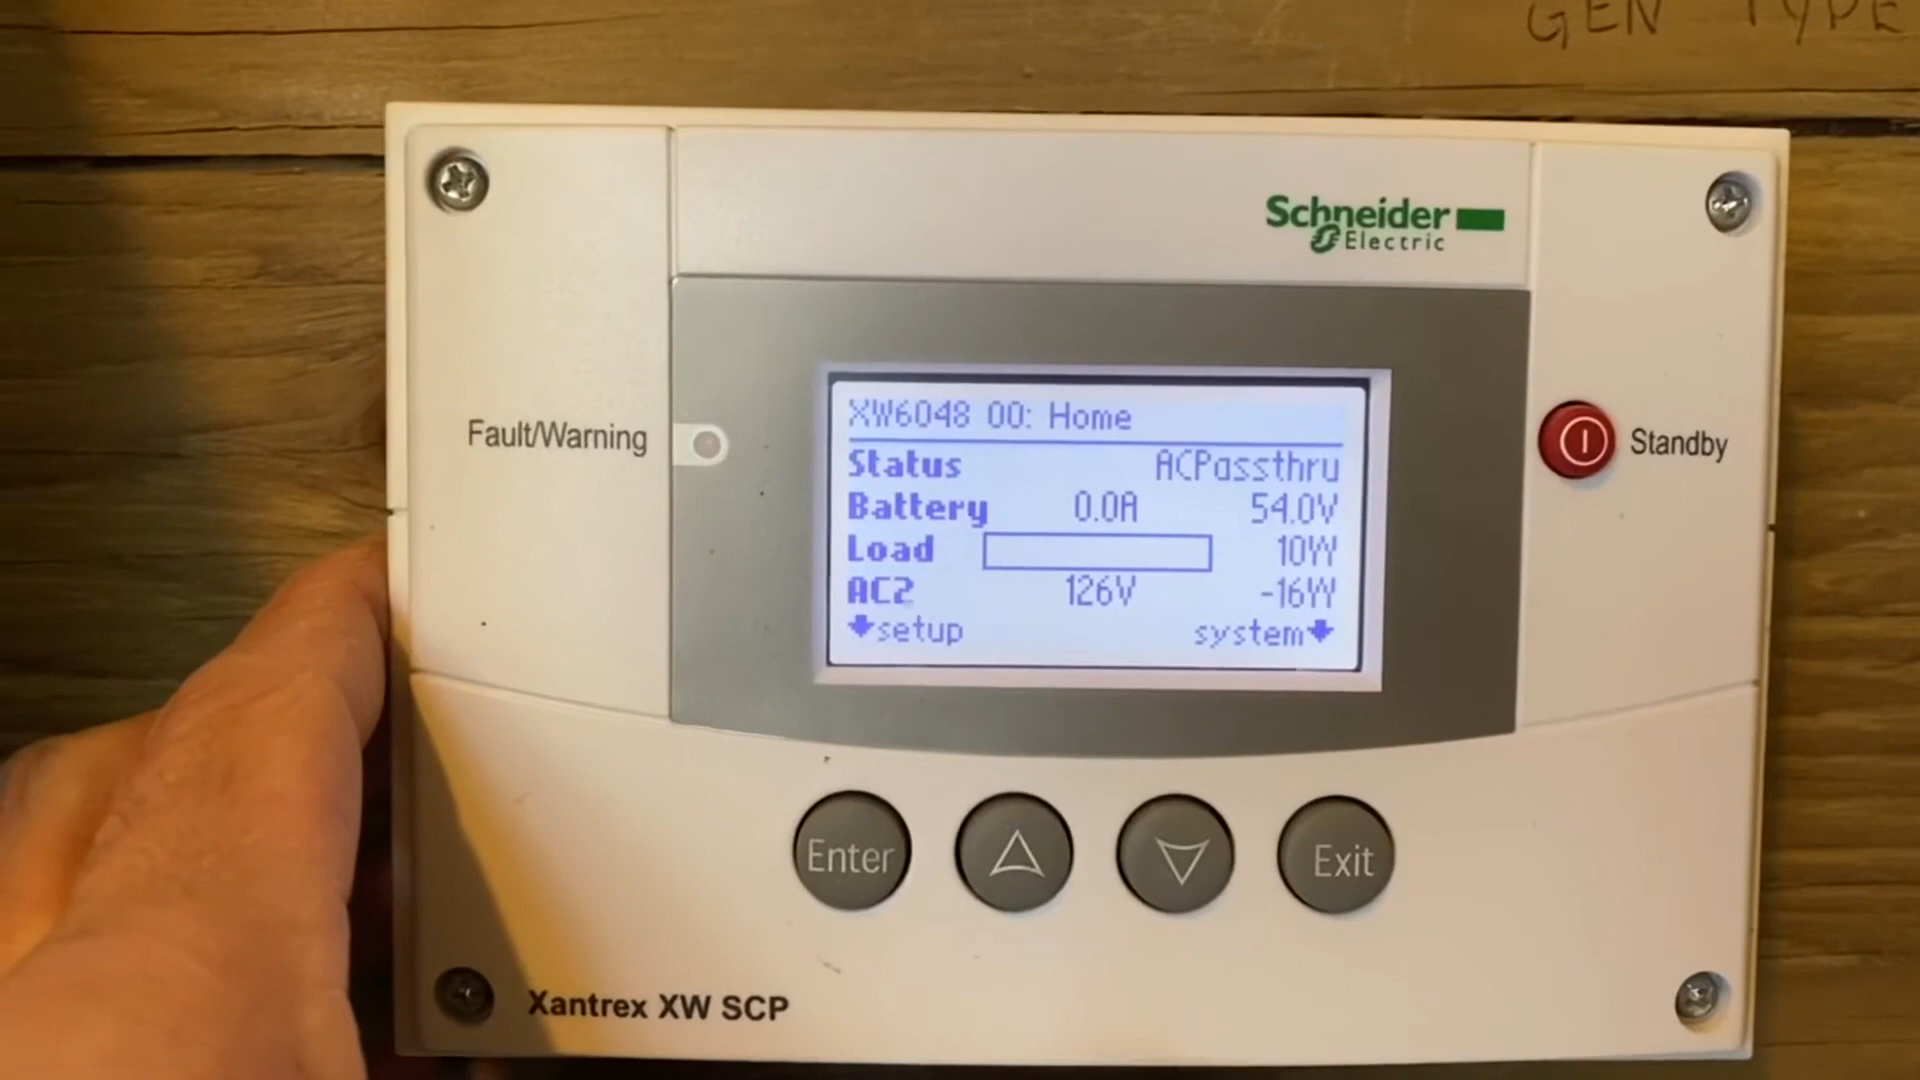 GEN TYPE
Schneider
Electric
Fault/Warning
XW6048 00: Home
Status ACPassthru
Battery 0.0A 54.0V
Load 10W
AC2 126V -16W
setup system
Standby
Enter Exit
Xantrex XW SCP